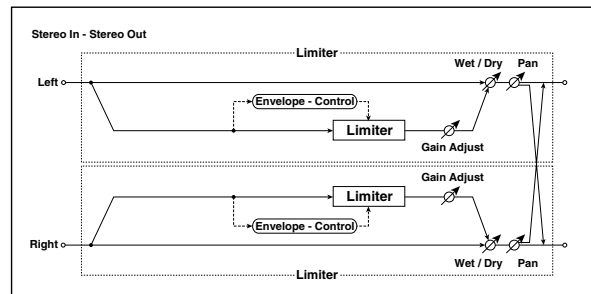 Stereo In - Stereo Out
Limiter
Wet / Dry
Pan
Left
Envelope - Control
Limiter
Gain Adjust
Gain Adjust
Limiter
Envelope - Control
Right
Wet / Dry
Pan
Limiter